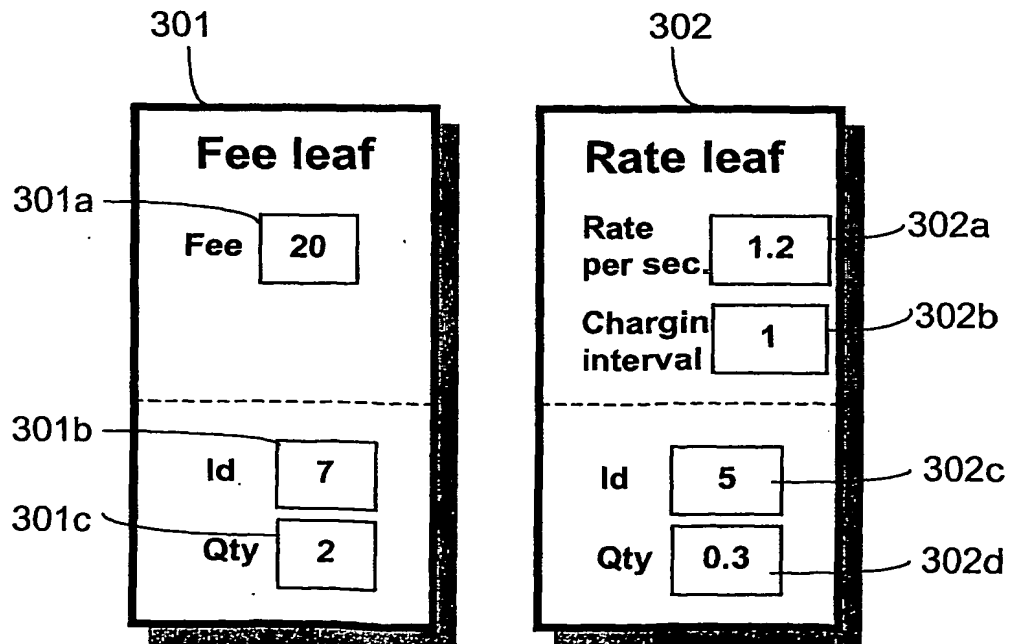 301
Fee leaf
301a
Fee 20
301b
Id 7
301c
Qty 2
302
Rate leaf
Rate
per sec. 1.2
302a
Chargin
interval 1
302b
Id 5
302c
Qty 0.3
302d